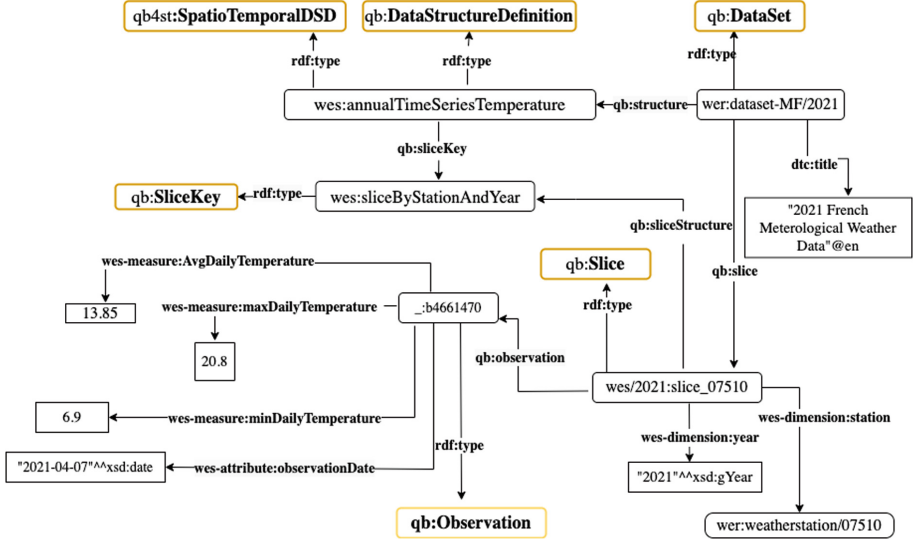 qb4st:SpatioTemporalDSD
qb:DataStructureDefinition
qb:DataSet
rdf:type
rdf:type
rdf:type
wes:annualTimeSeriesTemperature
qb:structure
wer:dataset-MF/2021
qb:sliceKey
dtc:title
qb:SliceKey
rdf:type
wes:sliceByStationAndYear
"2021 French
Meterological Weather
Data"@en
qb:sliceStructure
wes-measure:AvgDailyTemperature
qb:Slice
qb:slice
13.85
wes-measure:maxDailyTemperature
_:b4661470
rdf:type
20.8
qb:observation
wes/2021:slice_07510
6.9
wes-measure:minDailyTemperature
wes-dimension:station
rdf:type
wes-dimension:year
"2021-04-07"^^xsd:date
wes-attribute:observationDate
"2021"^^xsd:gYear
qb:Observation
wer:weatherstation/07510